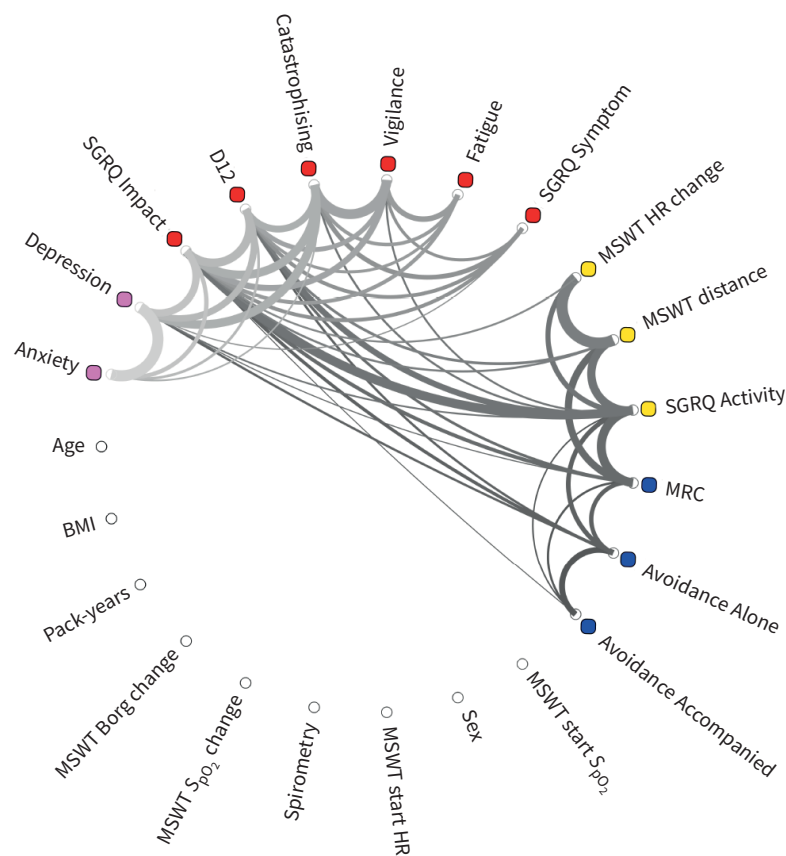 Catastrophising
Vigilance
Fatigue
SGRQ Symptom
D12
SGRQ Impact
MSWT HR change
Depression
MSWT distance
Anxiety
SGRQ Activity
Age
MRC
BMI
Avoidance Alone
Pack-years
Avoidance Accompanied
MSWT Borg change
MSWT SpO₂ change
Spirometry
MSWT start HR
Sex
MSWT start SpO₂